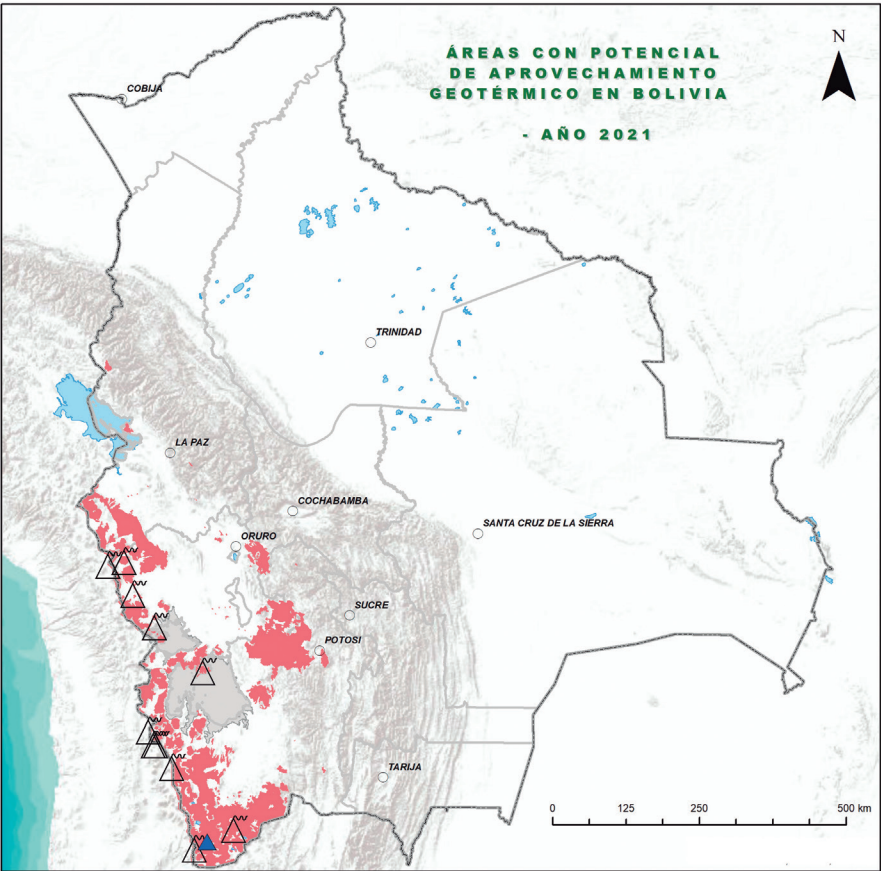 ÁREAS CON POTENCIAL
DE APROVECHAMIENTO
GEOTÉRMICO EN BOLIVIA
- AÑO 2021
N
COBIJA
TRINIDAD
LA PAZ
COCHABAMBA
SANTA CRUZ DE LA SIERRA
ORURO
SUCRE
POTOSI
TARIJA
0 125 250 500 km